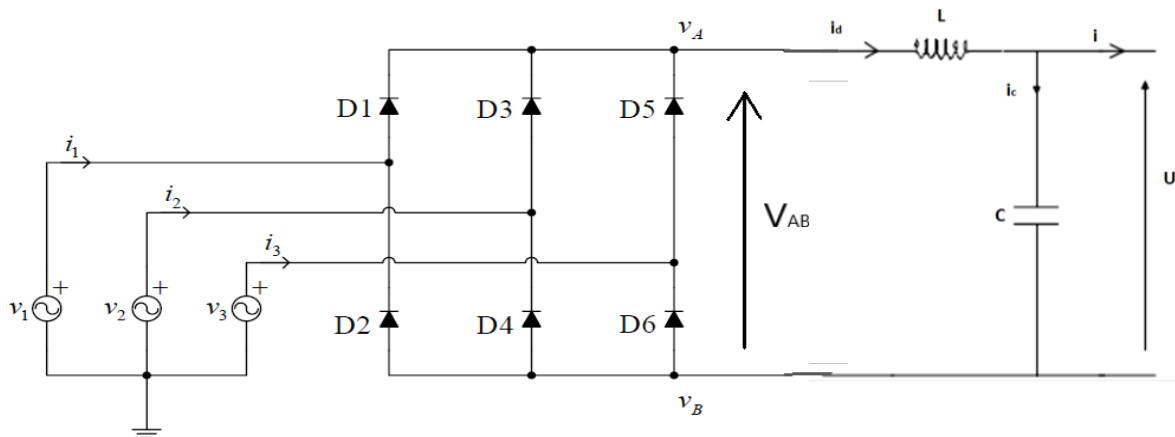 v_A
i_d
L
i
D1
D3
D5
i_c
i_1
i_2
i_3
V_AB
C
U
v_1
+
v_2
+
v_3
+
D2
D4
D6
v_B